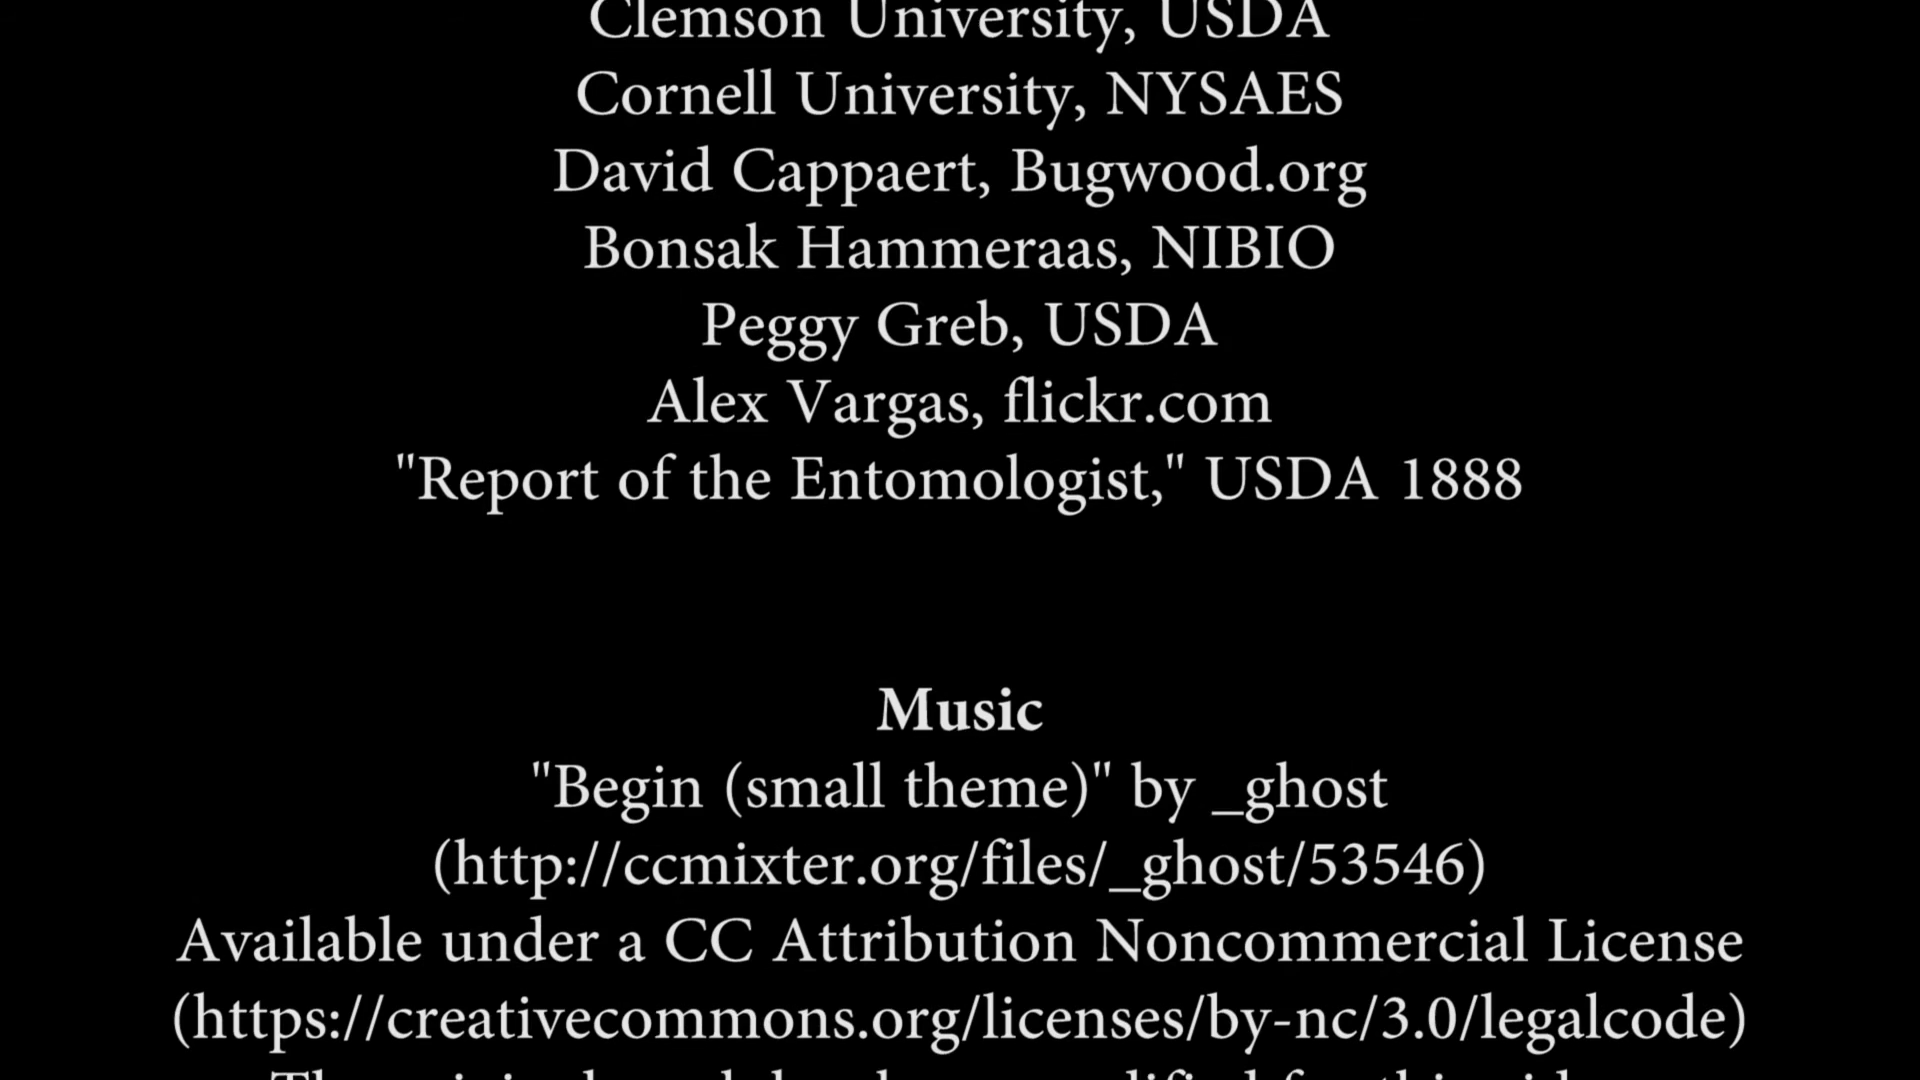 Clemson University, USDA
Cornell University, NYSAES
David Cappaert, Bugwood.org
Bonsak Hammeraas, NIBIO
Peggy Greb, USDA
Alex Vargas, flickr.com
"Report of the Entomologist," USDA 1888
Music
"Begin (small theme)" by _ghost
(http://ccmixter.org/files/_ghost/53546)
Available under a CC Attribution Noncommercial License
(https://creativecommons.org/licenses/by-nc/3.0/legalcode)